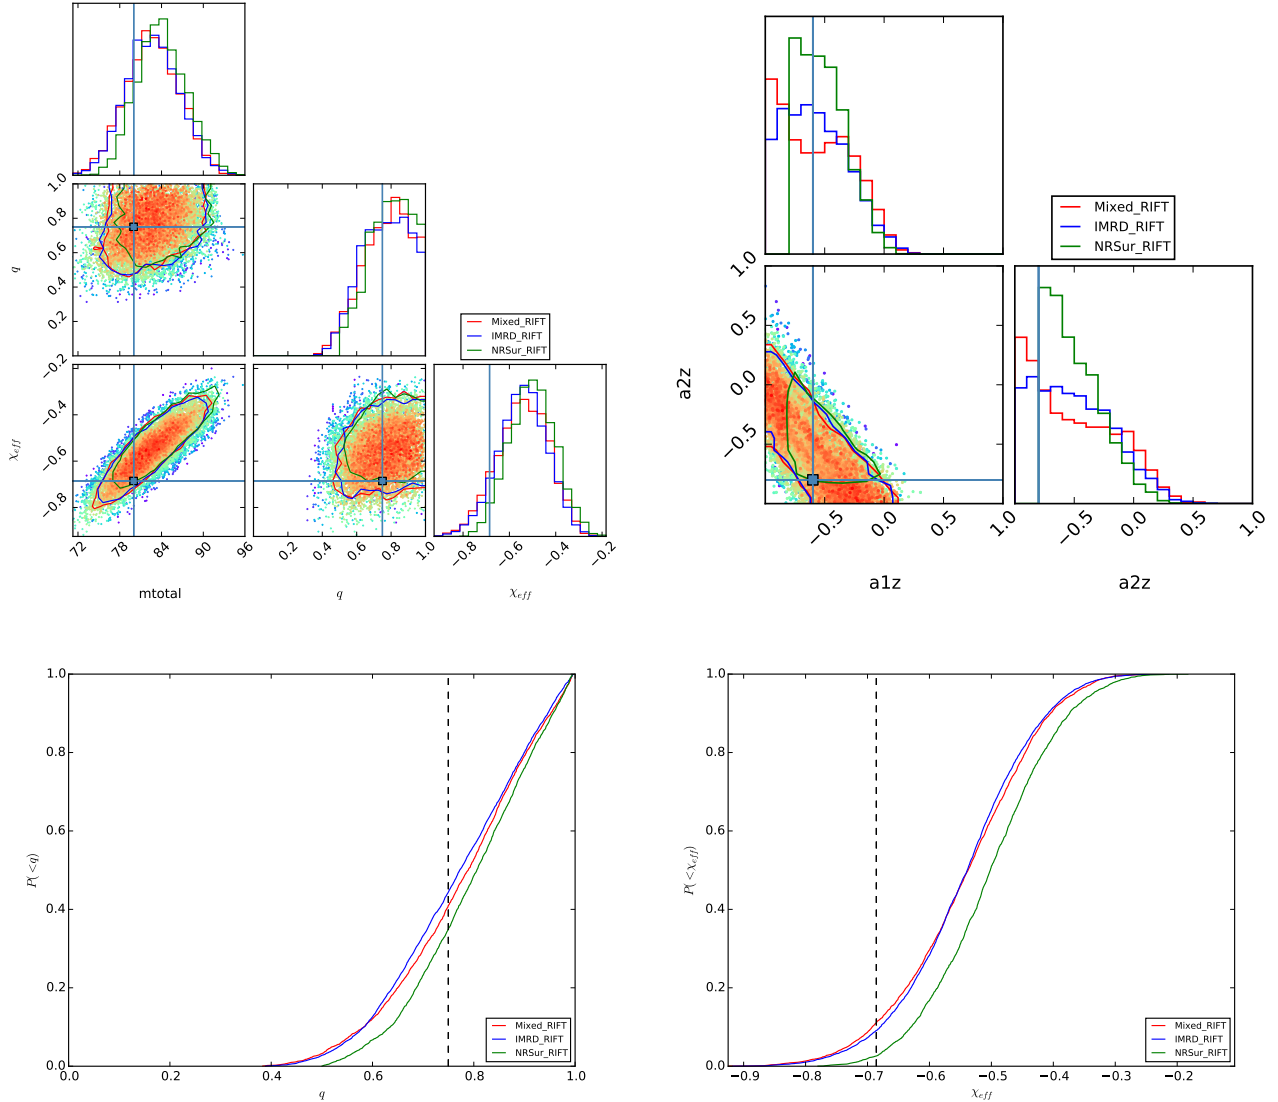 1.0
0.8
0.6
0.4
0.2
q
−0.2
−0.4
−0.6
−0.8
χeff
72
78
84
90
96
mtotal
0.2
0.4
0.6
0.8
1.0
q
−0.8
−0.6
−0.4
−0.2
χeff
Mixed_RIFT
IMRD_RIFT
NRSur_RIFT
1.0
0.5
0.0
−0.5
a2z
−0.5
0.0
0.5
1.0
a1z
−0.5
0.0
0.5
1.0
a2z
Mixed_RIFT
IMRD_RIFT
NRSur_RIFT
1.0
0.8
0.6
0.4
0.2
0.0
P(<q)
0.0
0.2
0.4
0.6
0.8
1.0
q
Mixed_RIFT
IMRD_RIFT
NRSur_RIFT
1.0
0.8
0.6
0.4
0.2
0.0
P(<χeff)
−0.9
−0.8
−0.7
−0.6
−0.5
−0.4
−0.3
−0.2
χeff
Mixed_RIFT
IMRD_RIFT
NRSur_RIFT